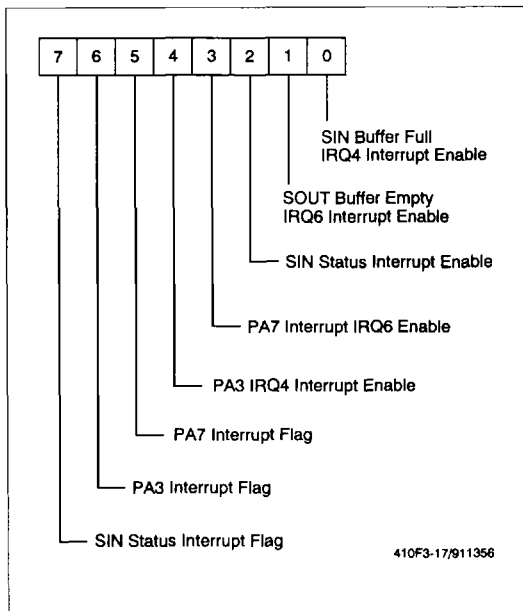 7 6 5 4 3 2 1 0
SIN Buffer Full
IRQ4 Interrupt Enable
SOUT Buffer Empty
IRQ6 Interrupt Enable
SIN Status Interrupt Enable
PA7 Interrupt IRQ6 Enable
PA3 IRQ4 Interrupt Enable
PA7 Interrupt Flag
PA3 Interrupt Flag
SIN Status Interrupt Flag
410F3-17/911356